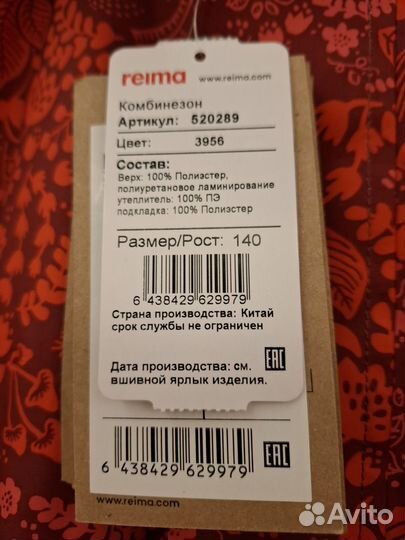 reima www.reima.com
Комбинезон
Артикул: 520289
Цвет: 3956
Состав:
Верх: 100% Полиэстер,
полиуретановое ламинирование
утеплитель: 100% ПЭ
подкладка: 100% Полиэстер
Размер/Рост: 140
6 438429 629979
Страна производства: Китай
срок службы не ограничен
Дата производства: см.
вшивной ярлык изделия.
EAC
6 438429 629979
EAC
www.reima.com
Avito